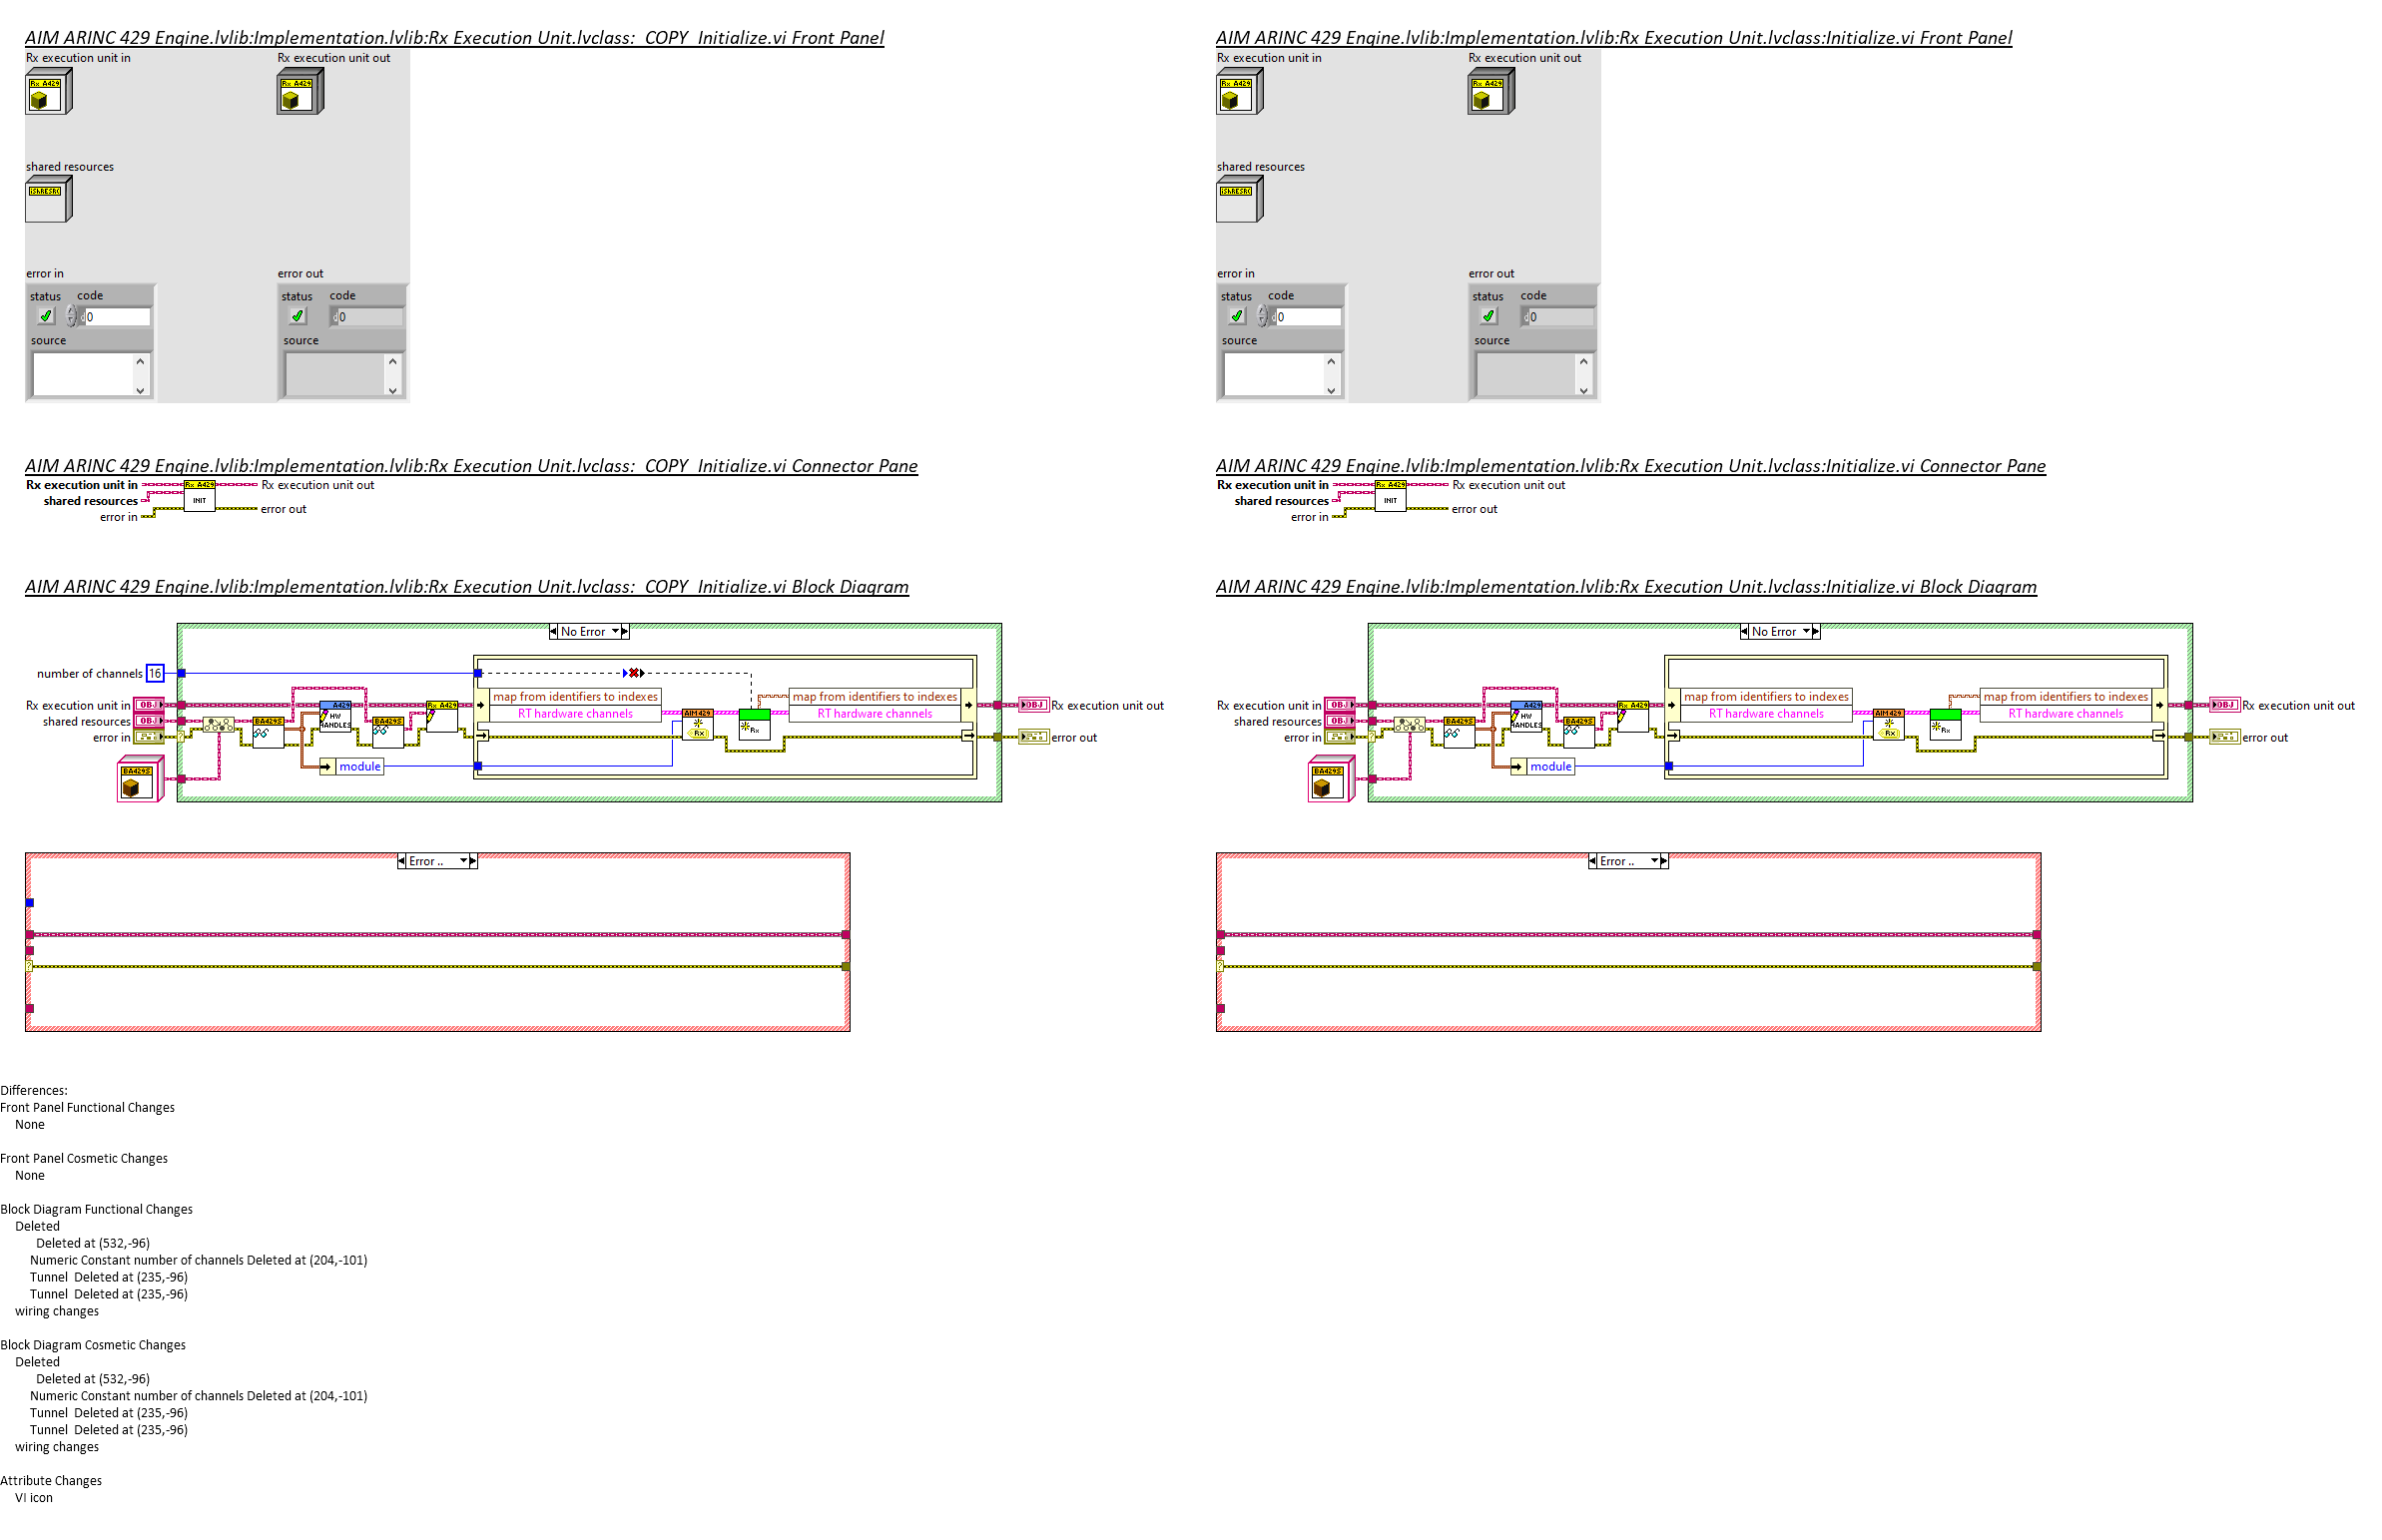 AIM ARINC 429 Engine.lvlib:Implementation.lvlib:Rx Execution Unit.lvclass:_COPY_Initialize.vi Front Panel
Rx execution unit in
Rx execution unit out
Rx A429
Rx A429
shared resources
iShRESRC
error in
error out
status code
status code
0
0
source
source
AIM ARINC 429 Engine.lvlib:Implementation.lvlib:Rx Execution Unit.lvclass:_COPY_Initialize.vi Connector Pane
Rx execution unit in
shared resources
error in
Rx A429
INIT
Rx execution unit out
error out
AIM ARINC 429 Engine.lvlib:Implementation.lvlib:Rx Execution Unit.lvclass:_COPY_Initialize.vi Block Diagram
No Error
number of channels 16
Rx execution unit in OBJ
shared resources OBJ
error in
BA429S
BA429S
A429
HW
HANDLES
BA429S
Rx A429
module
map from identifiers to indexes
RT hardware channels
AIM429
Rx
Rx
map from identifiers to indexes
RT hardware channels
OBJ Rx execution unit out
error out
Error ..
AIM ARINC 429 Engine.lvlib:Implementation.lvlib:Rx Execution Unit.lvclass:Initialize.vi Front Panel
Rx execution unit in
Rx execution unit out
Rx A429
Rx A429
shared resources
iShRESRC
error in
error out
status code
status code
0
0
source
source
AIM ARINC 429 Engine.lvlib:Implementation.lvlib:Rx Execution Unit.lvclass:Initialize.vi Connector Pane
Rx execution unit in
shared resources
error in
Rx A429
INIT
Rx execution unit out
error out
AIM ARINC 429 Engine.lvlib:Implementation.lvlib:Rx Execution Unit.lvclass:Initialize.vi Block Diagram
No Error
Rx execution unit in OBJ
shared resources OBJ
error in
BA429S
BA429S
A429
HW
HANDLES
BA429S
Rx A429
module
map from identifiers to indexes
RT hardware channels
AIM429
Rx
Rx
map from identifiers to indexes
RT hardware channels
OBJ Rx execution unit out
error out
Error ..
Differences:
Front Panel Functional Changes
None
Front Panel Cosmetic Changes
None
Block Diagram Functional Changes
Deleted
Deleted at (532,-96)
Numeric Constant number of channels Deleted at (204,-101)
Tunnel  Deleted at (235,-96)
Tunnel  Deleted at (235,-96)
wiring changes
Block Diagram Cosmetic Changes
Deleted
Deleted at (532,-96)
Numeric Constant number of channels Deleted at (204,-101)
Tunnel  Deleted at (235,-96)
Tunnel  Deleted at (235,-96)
wiring changes
Attribute Changes
VI icon